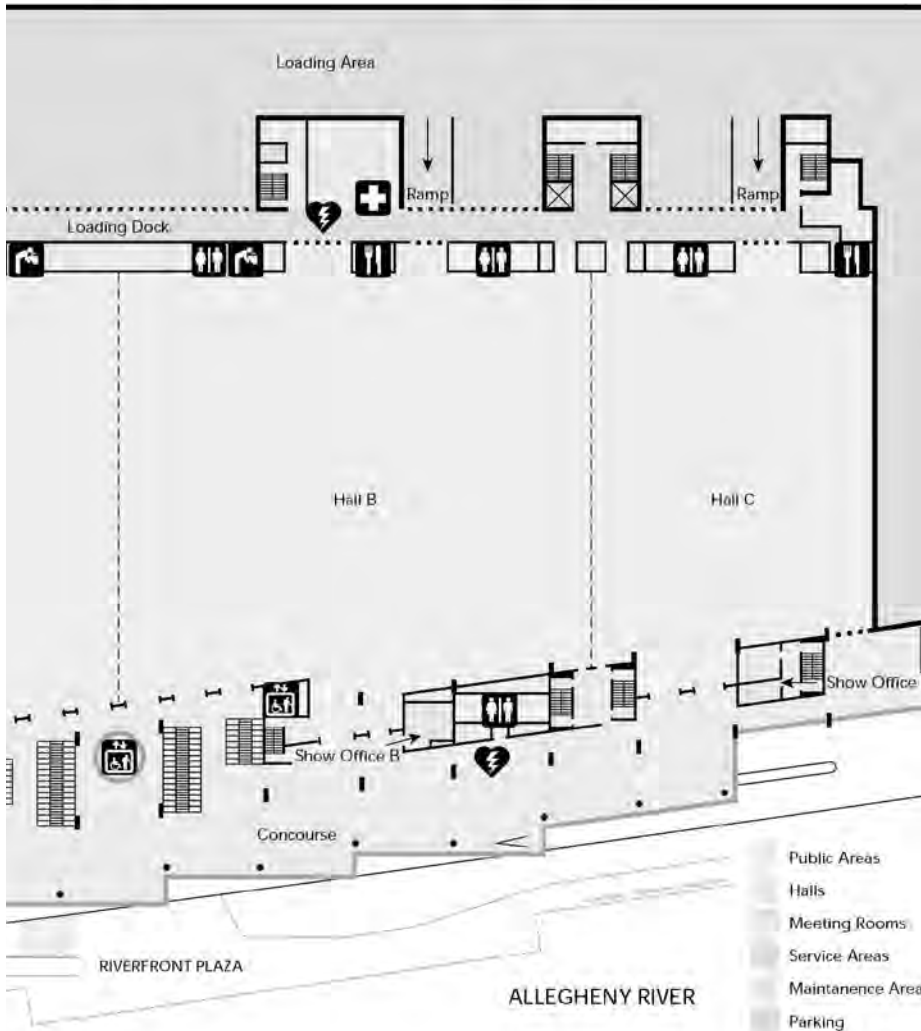 Loading Area
Ramp
Ramp
Loading Dock
Hall B
Hall C
Show Office
Show Office B
Concourse
Public Areas
Halls
Meeting Rooms
Service Areas
Maintanence Area
Parking
RIVERFRONT PLAZA
ALLEGHENY RIVER